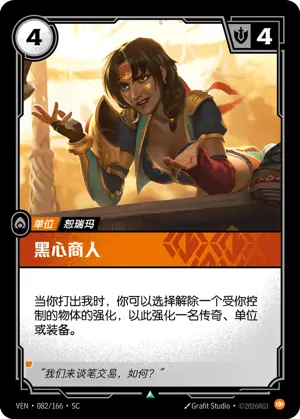 4
4
单位 恕瑞玛
黑心商人
当你打出我时，你可以选择解除一个受你控
制的物体的强化，以此强化一名传奇、单位
或装备。
"我们来谈笔交易，如何？"
VEN • 082/166 • SC
Grafit Studio • ©2026RGI